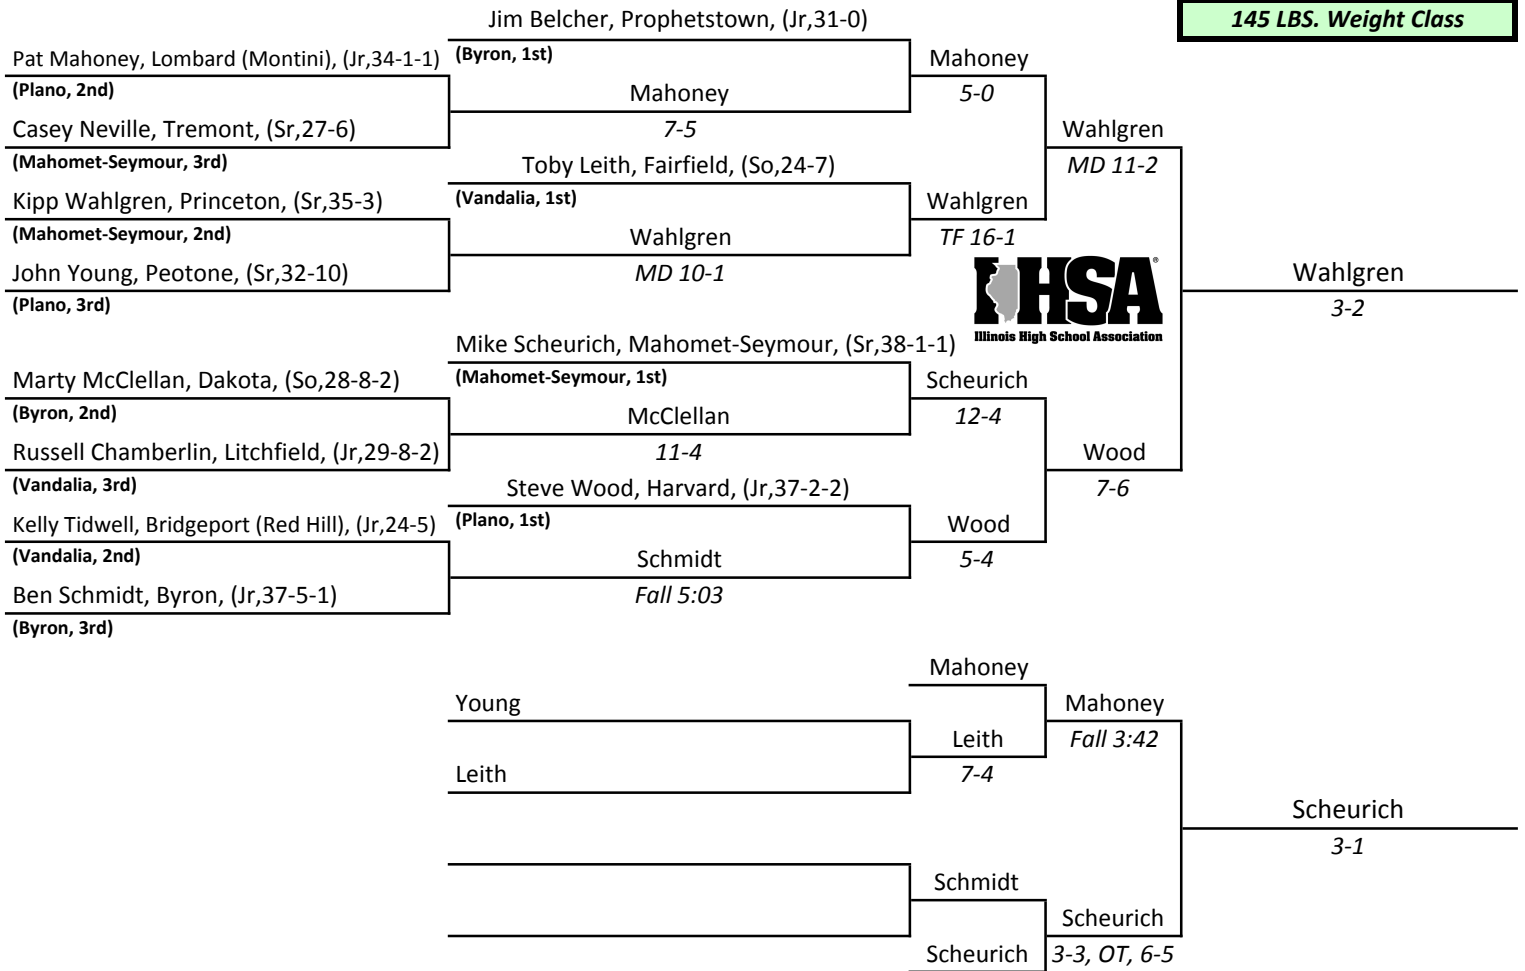 Jim Belcher, Prophetstown, (Jr,31-0)
145 LBS. Weight Class
Pat Mahoney, Lombard (Montini), (Jr,34-1-1)
(Byron, 1st)
Mahoney
(Plano, 2nd)
Mahoney
5-0
Casey Neville, Tremont, (Sr,27-6)
7-5
Wahlgren
(Mahomet-Seymour, 3rd)
Toby Leith, Fairfield, (So,24-7)
MD 11-2
Kipp Wahlgren, Princeton, (Sr,35-3)
(Vandalia, 1st)
Wahlgren
(Mahomet-Seymour, 2nd)
Wahlgren
TF 16-1
John Young, Peotone, (Sr,32-10)
MD 10-1
IHSA®
Wahlgren
(Plano, 3rd)
3-2
Illinois High School Association
Mike Scheurich, Mahomet-Seymour, (Sr,38-1-1)
Marty McClellan, Dakota, (So,28-8-2)
(Mahomet-Seymour, 1st)
Scheurich
(Byron, 2nd)
McClellan
12-4
Russell Chamberlin, Litchfield, (Jr,29-8-2)
11-4
Wood
(Vandalia, 3rd)
Steve Wood, Harvard, (Jr,37-2-2)
7-6
Kelly Tidwell, Bridgeport (Red Hill), (Jr,24-5)
(Plano, 1st)
Wood
(Vandalia, 2nd)
Schmidt
5-4
Ben Schmidt, Byron, (Jr,37-5-1)
Fall 5:03
(Byron, 3rd)
Mahoney
Young
Mahoney
Leith
Fall 3:42
Leith
7-4
Scheurich
3-1
Schmidt
Scheurich
Scheurich
3-3, OT, 6-5